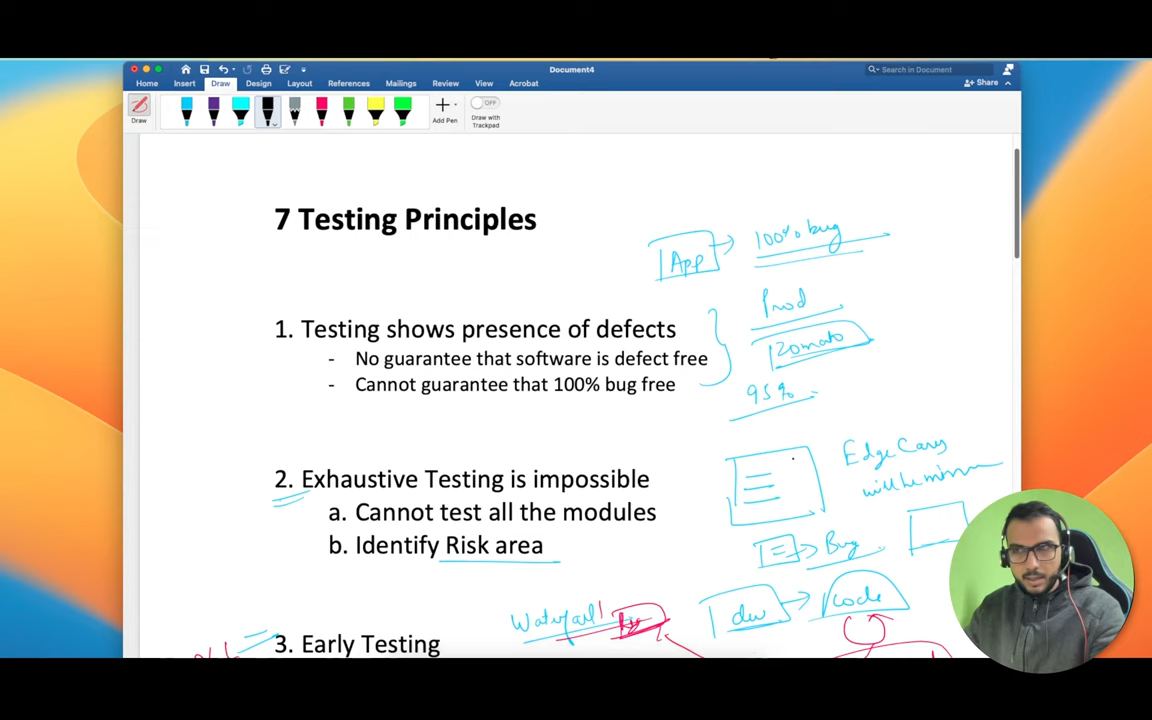 Document4
Search in Document
Home Insert Draw Design Layout References Mailings Review View Acrobat
Share
Draw
Add Pen
OFF
Draw with
Trackpad
7 Testing Principles
App
100% bug
1. Testing shows presence of defects
- No guarantee that software is defect free
- Cannot guarantee that 100% bug free
Prod
Zomato
95%
2. Exhaustive Testing is impossible
a. Cannot test all the modules
b. Identify Risk area
Edge Cases
will be
Bug
Waterfall
dev
code
3. Early Testing